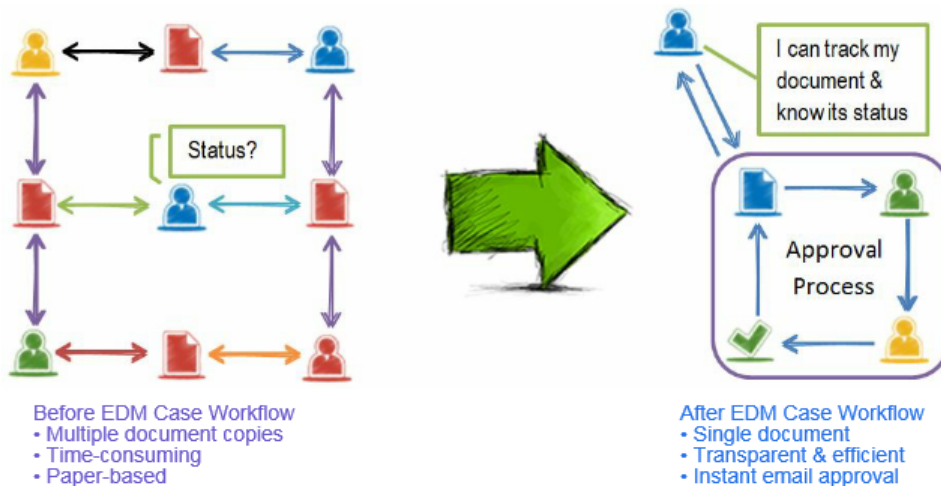 I can track my
document &
know its status
Status?
Approval
Process
Before EDM Case Workflow
• Multiple document copies
• Time-consuming
• Paper-based
After EDM Case Workflow
• Single document
• Transparent & efficient
• Instant email approval